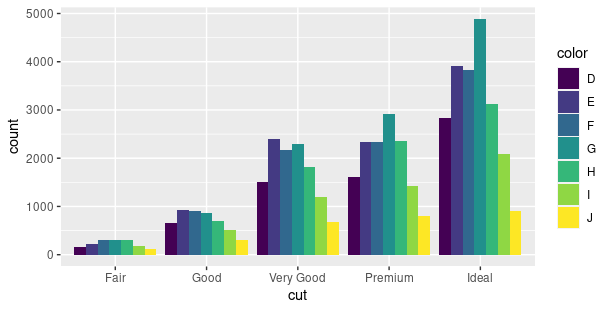 5000
4000
3000
2000
1000
0
count
Fair Good Very Good Premium Ideal
cut
color
D
E
F
G
H
I
J